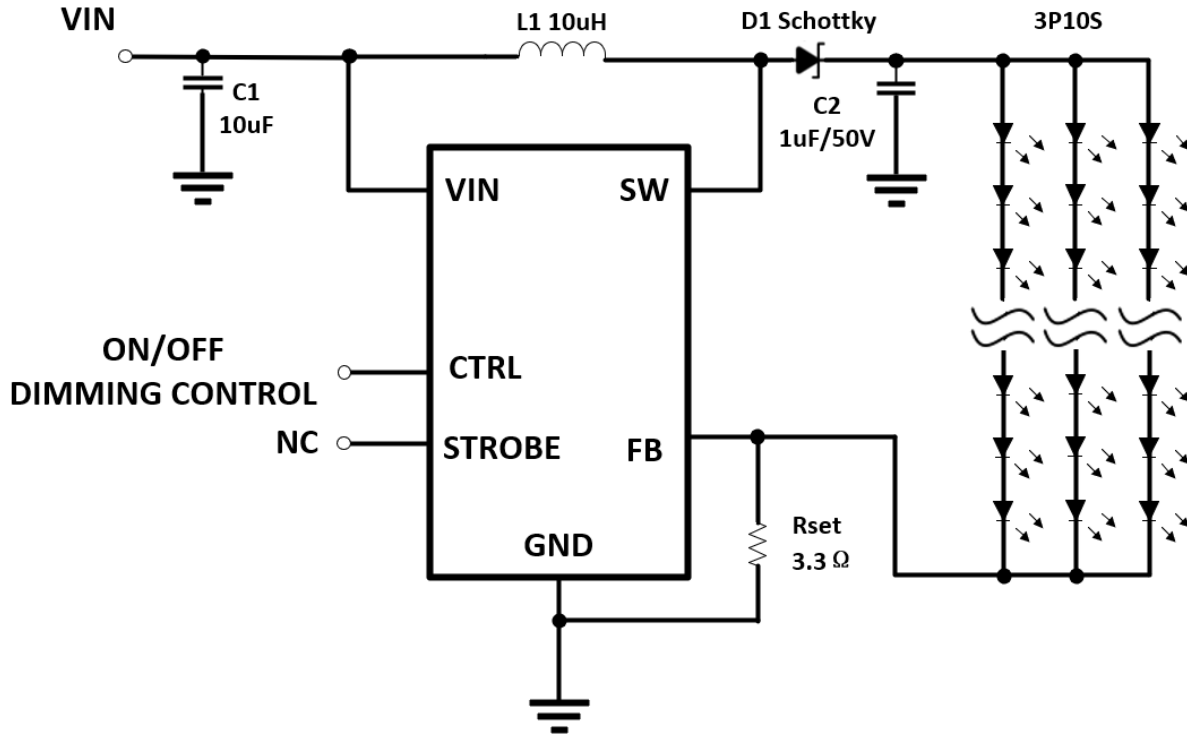 VIN
L1 10uH
D1 Schottky
3P10S
C1
10uF
C2
1uF/50V
VIN
SW
ON/OFF
DIMMING CONTROL
CTRL
NC
STROBE
FB
Rset
3.3 Ω
GND